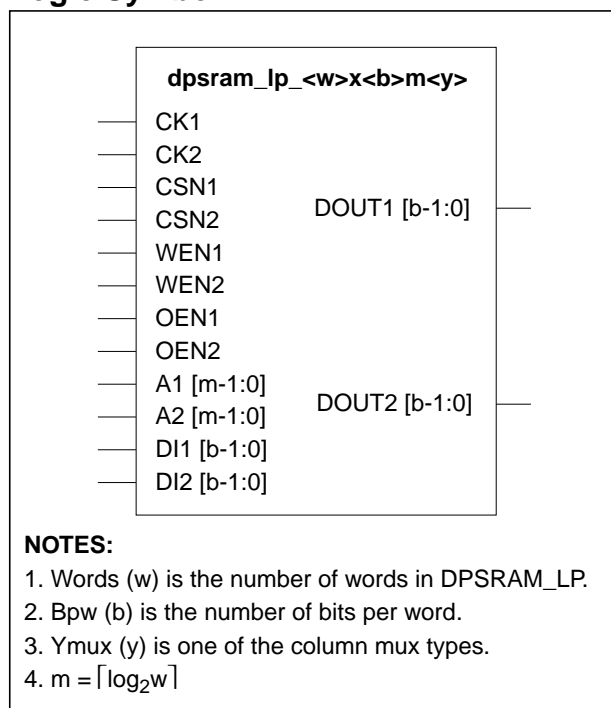 dpsram_lp_<w>x<b>m<y>
CK1
CK2
CSN1
CSN2
WEN1
WEN2
OEN1
OEN2
A1 [m-1:0]
A2 [m-1:0]
DI1 [b-1:0]
DI2 [b-1:0]
DOUT1 [b-1:0]
DOUT2 [b-1:0]
NOTES:
1. Words (w) is the number of words in DPSRAM_LP.
2. Bpw (b) is the number of bits per word.
3. Ymux (y) is one of the column mux types.
4. m = ⌈log₂w⌉